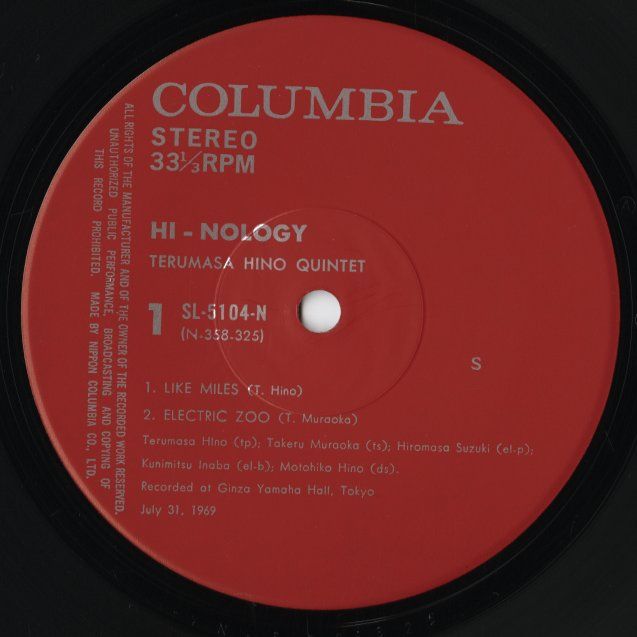 COLUMBIA
STEREO
33⅓RPM
HI - NOLOGY
TERUMASA HINO QUINTET
1
SL-5104-N
(N-358-325)
S
1. LIKE MILES (T. Hino)
2. ELECTRIC ZOO (T. Muraoka)
Terumasa HIno (tp); Takeru Muraoka (ts); Hiromasa Suzuki (el-p);
Kunimitsu Inaba (el-b); Motohika Hino (ds).
Recorded at Ginza Yamaha Hall, Tokyo
July 31, 1969
ALL RIGHTS OF THE MANUFACTURER AND OF THE OWNER OF THE RECORDED WORK RESERVED.
UNAUTHORIZED PUBLIC PERFORMANCE, BROADCASTING AND COPYING OF
THIS RECORD PROHIBITED. MADE BY NIPPON COLUMBIA CO., LTD.